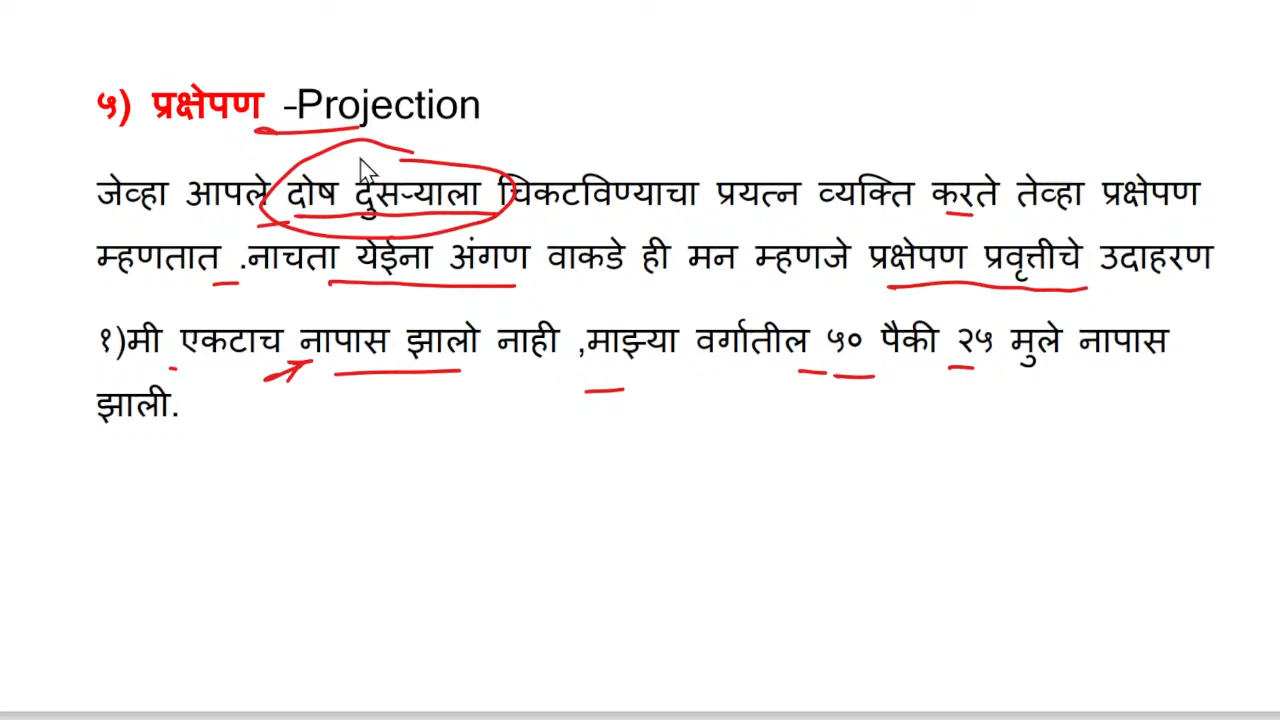 ५) प्रक्षेपण –Projection
जेव्हा आपले दोष दुसऱ्याला चिकटविण्याचा प्रयत्न व्यक्ति करते तेव्हा प्रक्षेपण
म्हणतात .नाचता येईना अंगण वाकडे ही मन म्हणजे प्रक्षेपण प्रवृत्तीचे उदाहरण
१)मी एकटाच नापास झालो नाही ,माझ्या वर्गातील ५० पैकी २५ मुले नापास
झाली.